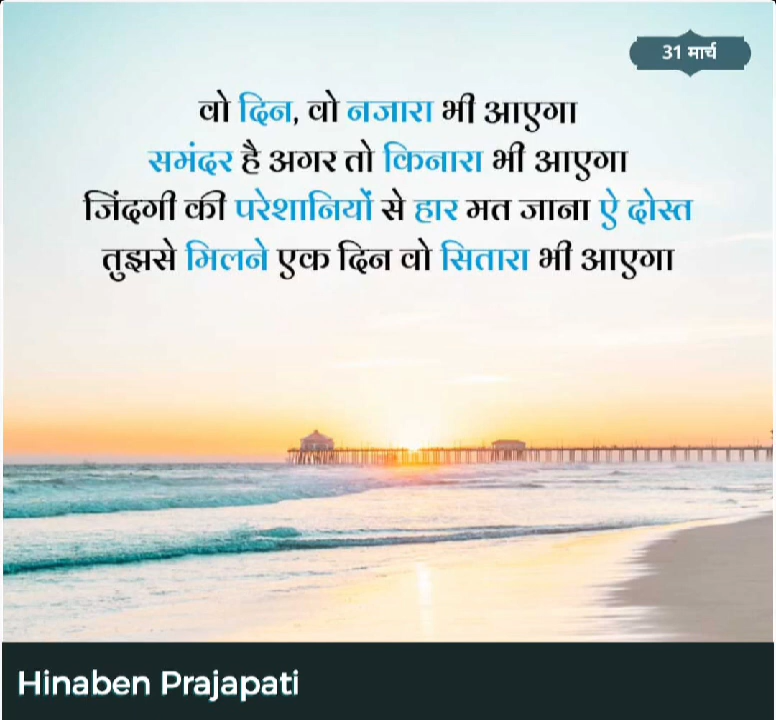 31 मार्च
वो दिन, वो नजारा भी आएगा
समंदर है अगर तो किनारा भी आएगा
जिंदगी की परेशानियों से हार मत जाना ऐ दोस्त
तुझसे मिलने एक दिन वो सितारा भी आएगा
Hinaben Prajapati